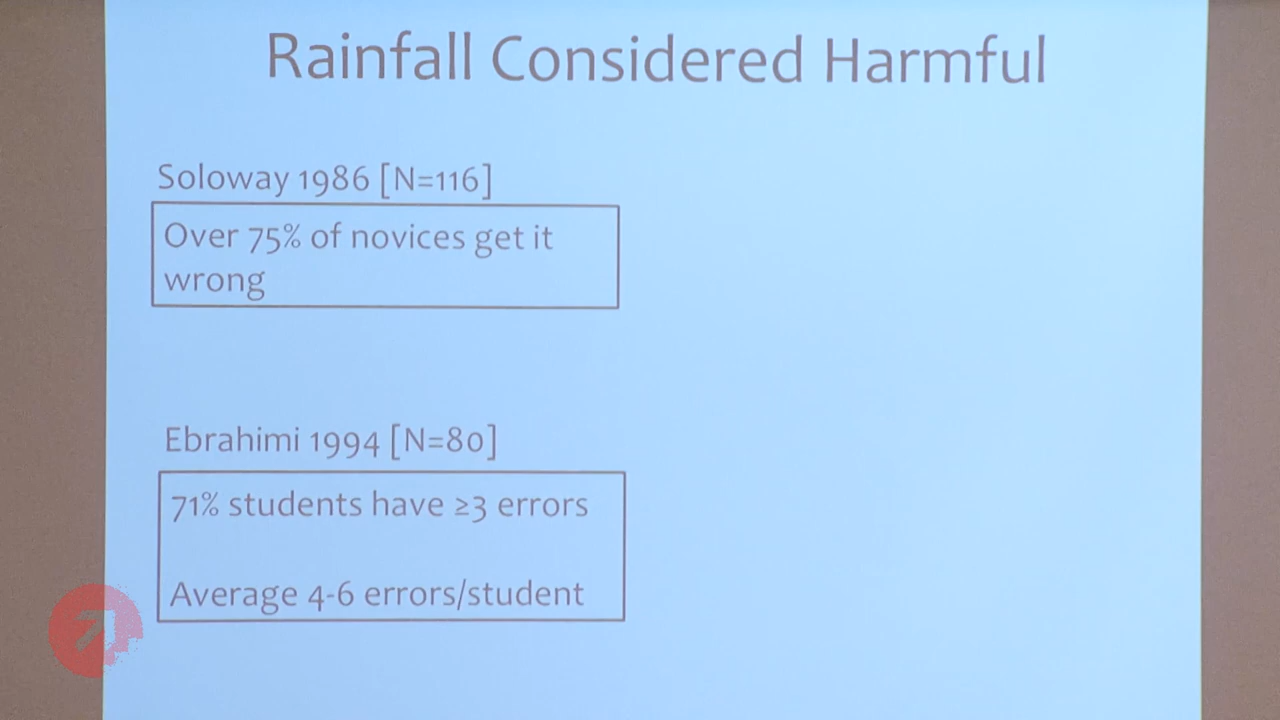 Rainfall Considered Harmful
Soloway 1986 [N=116]
Over 75% of novices get it
wrong
Ebrahimi 1994 [N=80]
71% students have ≥3 errors
Average 4-6 errors/student